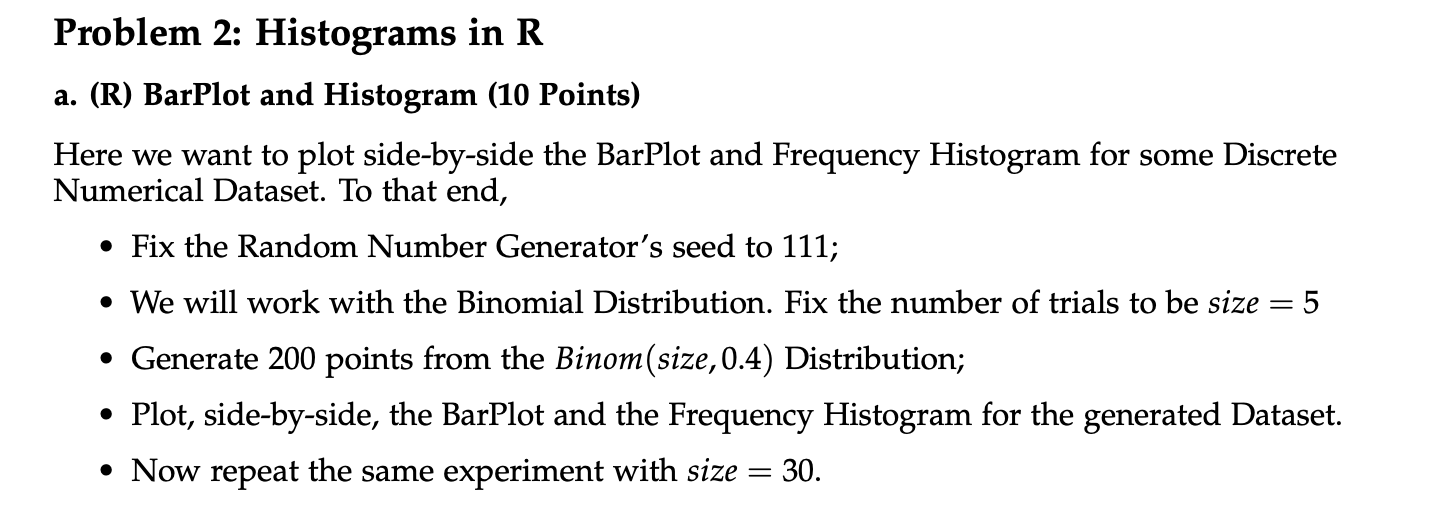 Problem 2: Histograms in R
a. (R) BarPlot and Histogram (10 Points)
Here we want to plot side-by-side the BarPlot and Frequency Histogram for some Discrete
Numerical Dataset. To that end,
• Fix the Random Number Generator's seed to 111;
• We will work with the Binomial Distribution. Fix the number of trials to be size = 5
• Generate 200 points from the Binom(size, 0.4) Distribution;
• Plot, side-by-side, the BarPlot and the Frequency Histogram for the generated Dataset.
• Now repeat the same experiment with size = 30.